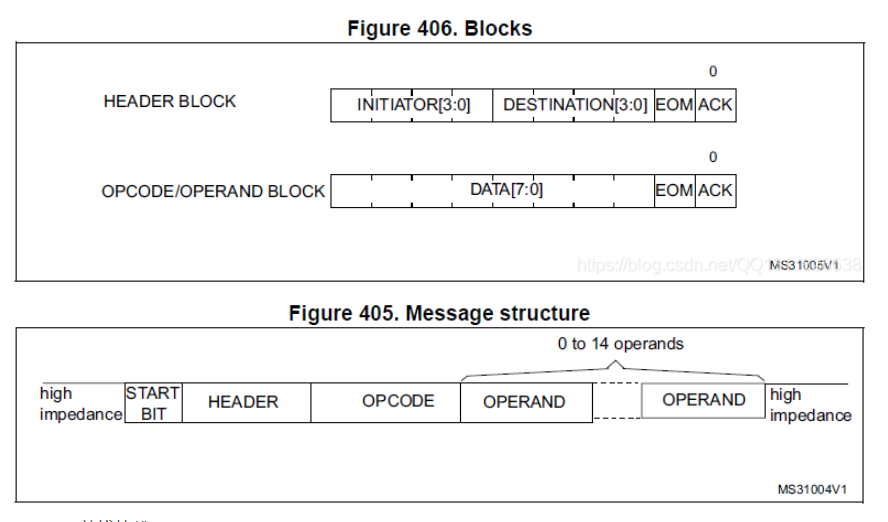 Figure 406. Blocks
0
HEADER BLOCK INITIATOR[3:0] DESTINATION[3:0] EOM ACK
0
OPCODE/OPERAND BLOCK DATA[7:0] EOM ACK
https://blog.csdn.net/QQ
MS31005V1
Figure 405. Message structure
0 to 14 operands
high impedance
START BIT
HEADER
OPCODE
OPERAND
OPERAND
high impedance
MS31004V1